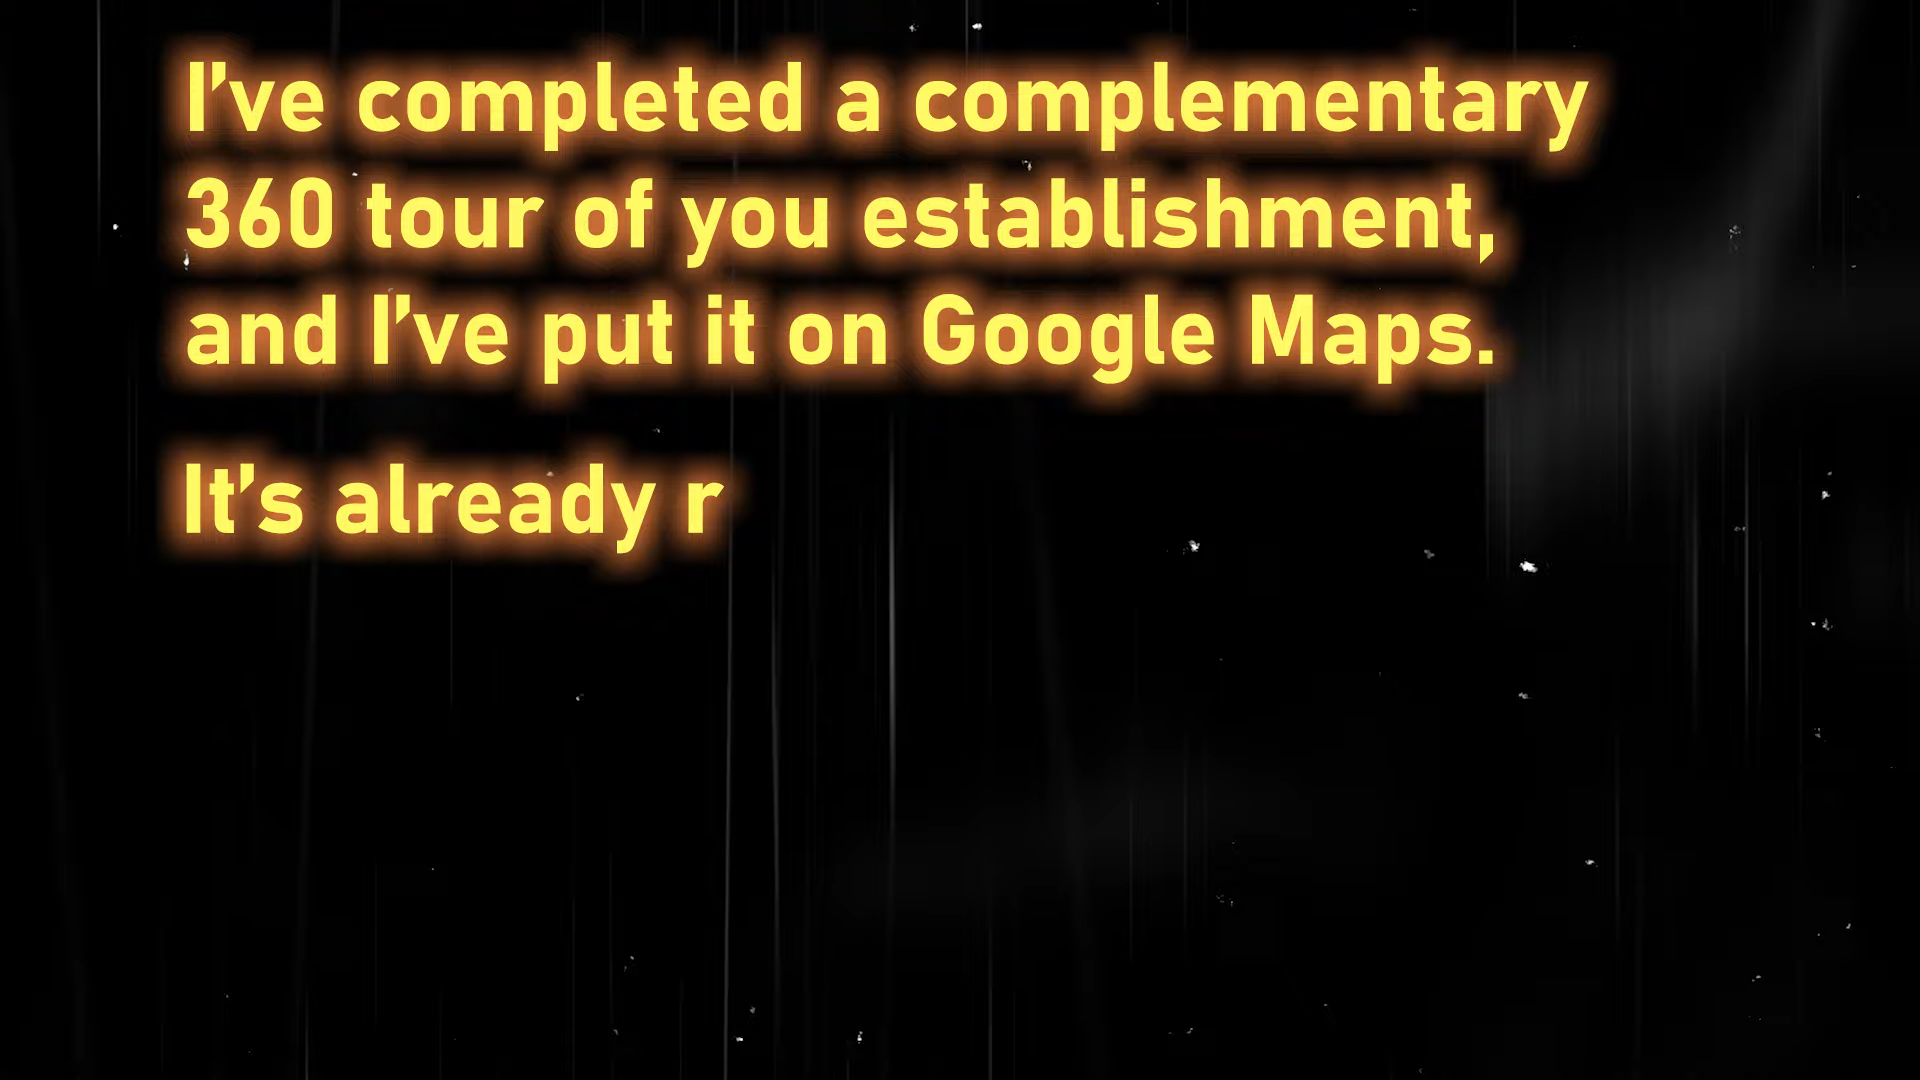 I’ve completed a complementary
360 tour of you establishment,
and I’ve put it on Google Maps.
It’s already r